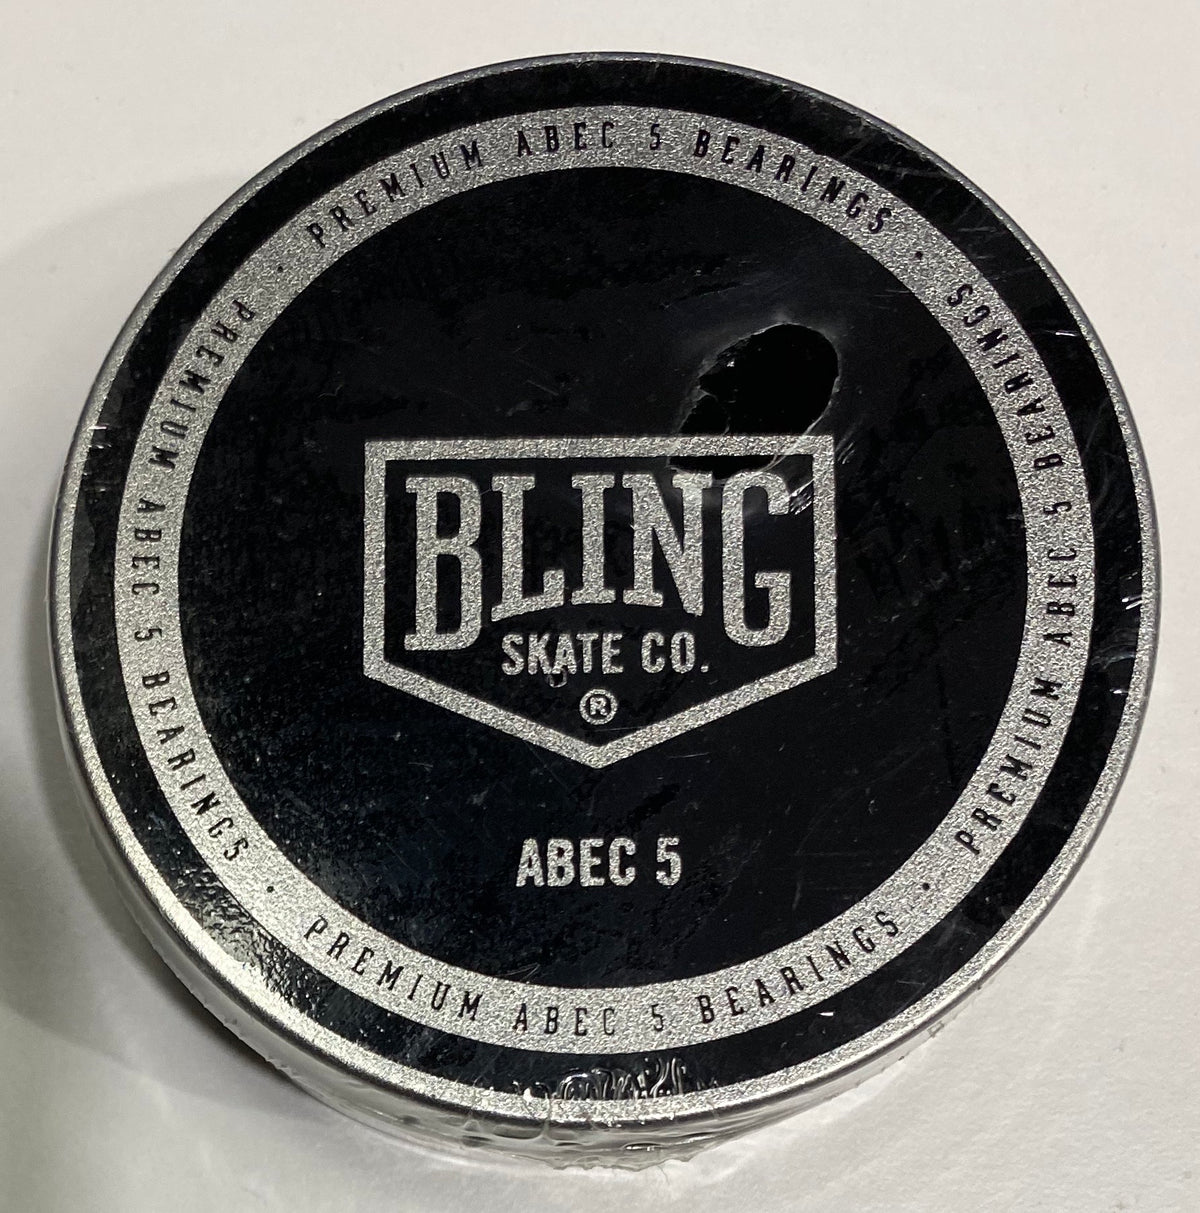 BLING
SKATE CO.
®
ABEC 5
PREMIUM ABEC 5 BEARINGS ·
PREMIUM ABEC 5 BEARINGS ·
PREMIUM ABEC 5 BEARINGS ·
PREMIUM ABEC 5 BEARINGS ·